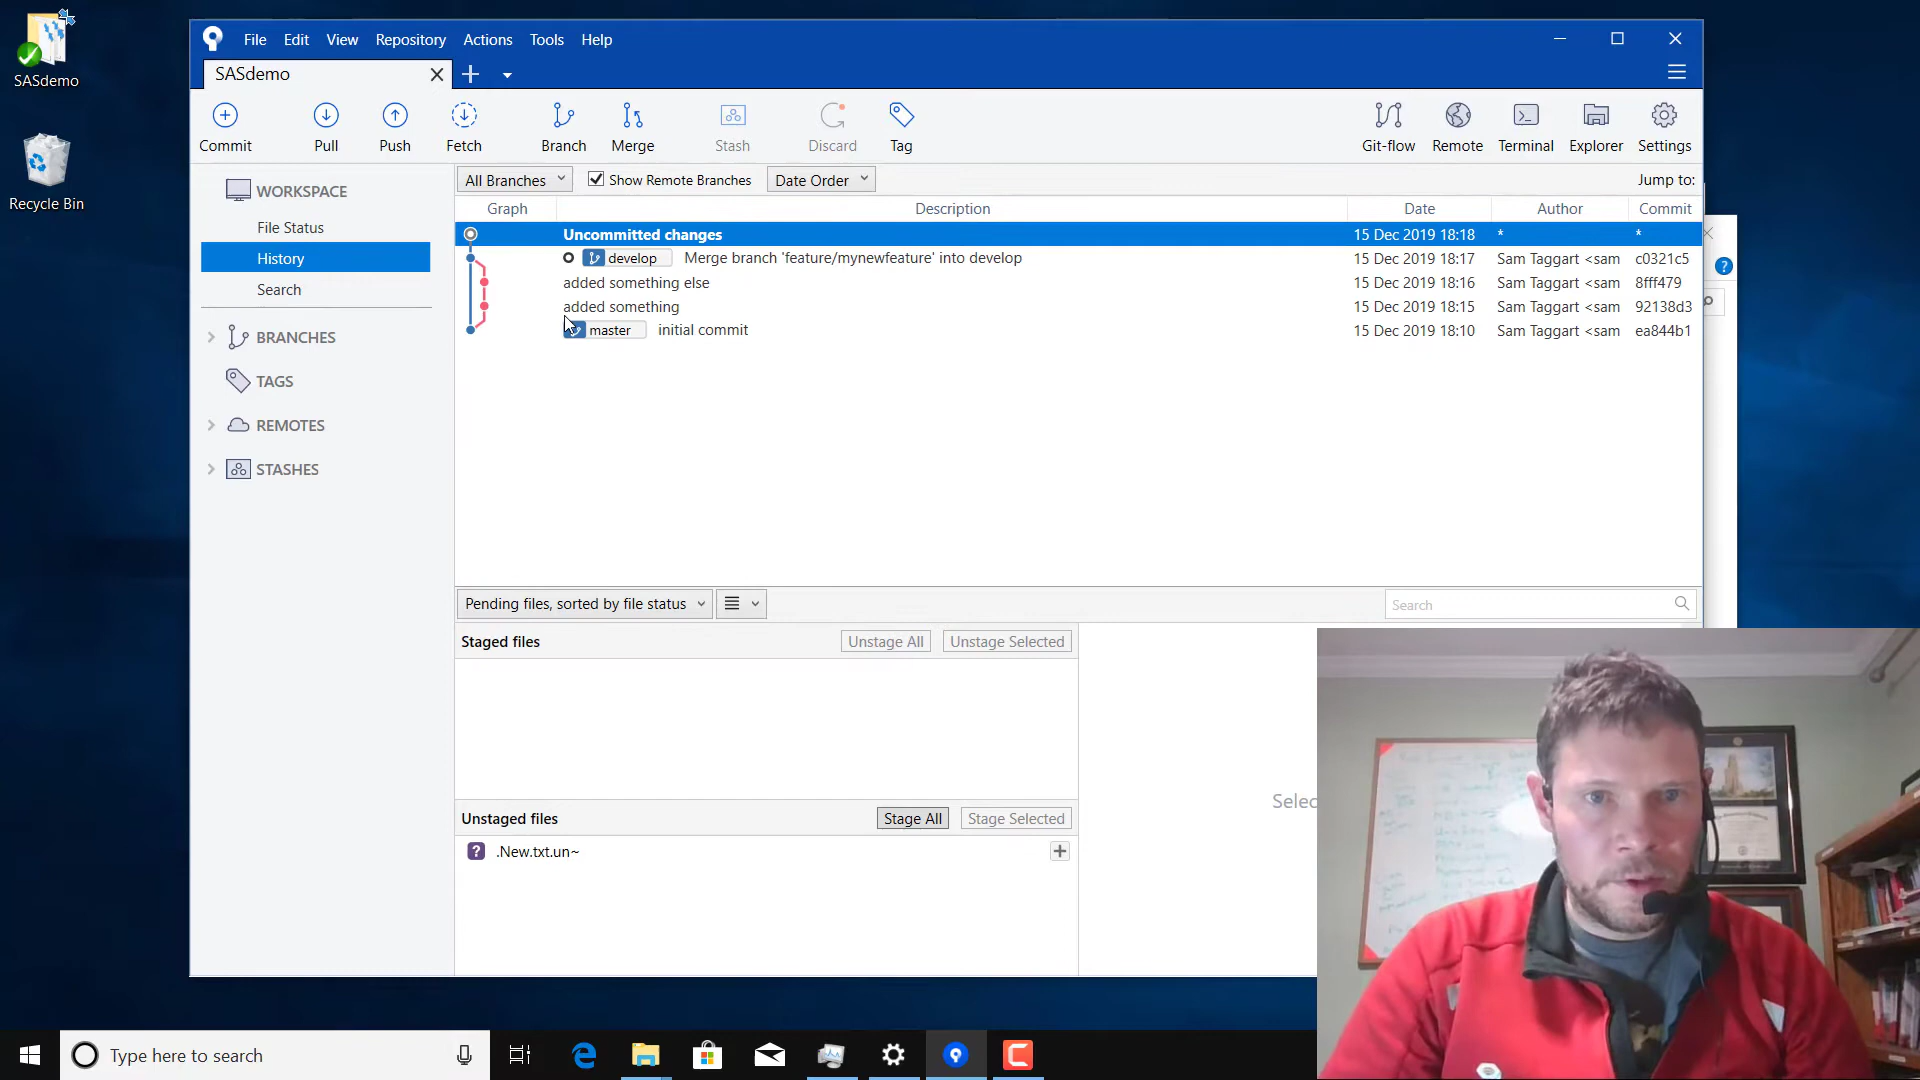 SASdemo
Recycle Bin
File Edit View Repository Actions Tools Help
SASdemo
Commit Pull Push Fetch Branch Merge Stash Discard Tag Git-flow Remote Terminal Explorer Settings
All Branches Show Remote Branches Date Order Jump to:
WORKSPACE
File Status
History
Search
BRANCHES
TAGS
REMOTES
STASHES
Graph Description Date Author Commit
Uncommitted changes 15 Dec 2019 18:18 * *
develop Merge branch 'feature/mynewfeature' into develop 15 Dec 2019 18:17 Sam Taggart <sam c0321c5
added something else 15 Dec 2019 18:16 Sam Taggart <sam 8fff479
added something 15 Dec 2019 18:15 Sam Taggart <sam 92138d3
master initial commit 15 Dec 2019 18:10 Sam Taggart <sam ea844b1
Pending files, sorted by file status Search
Staged files Unstage All Unstage Selected
Selec
Unstaged files Stage All Stage Selected
? .New.txt.un~
Type here to search